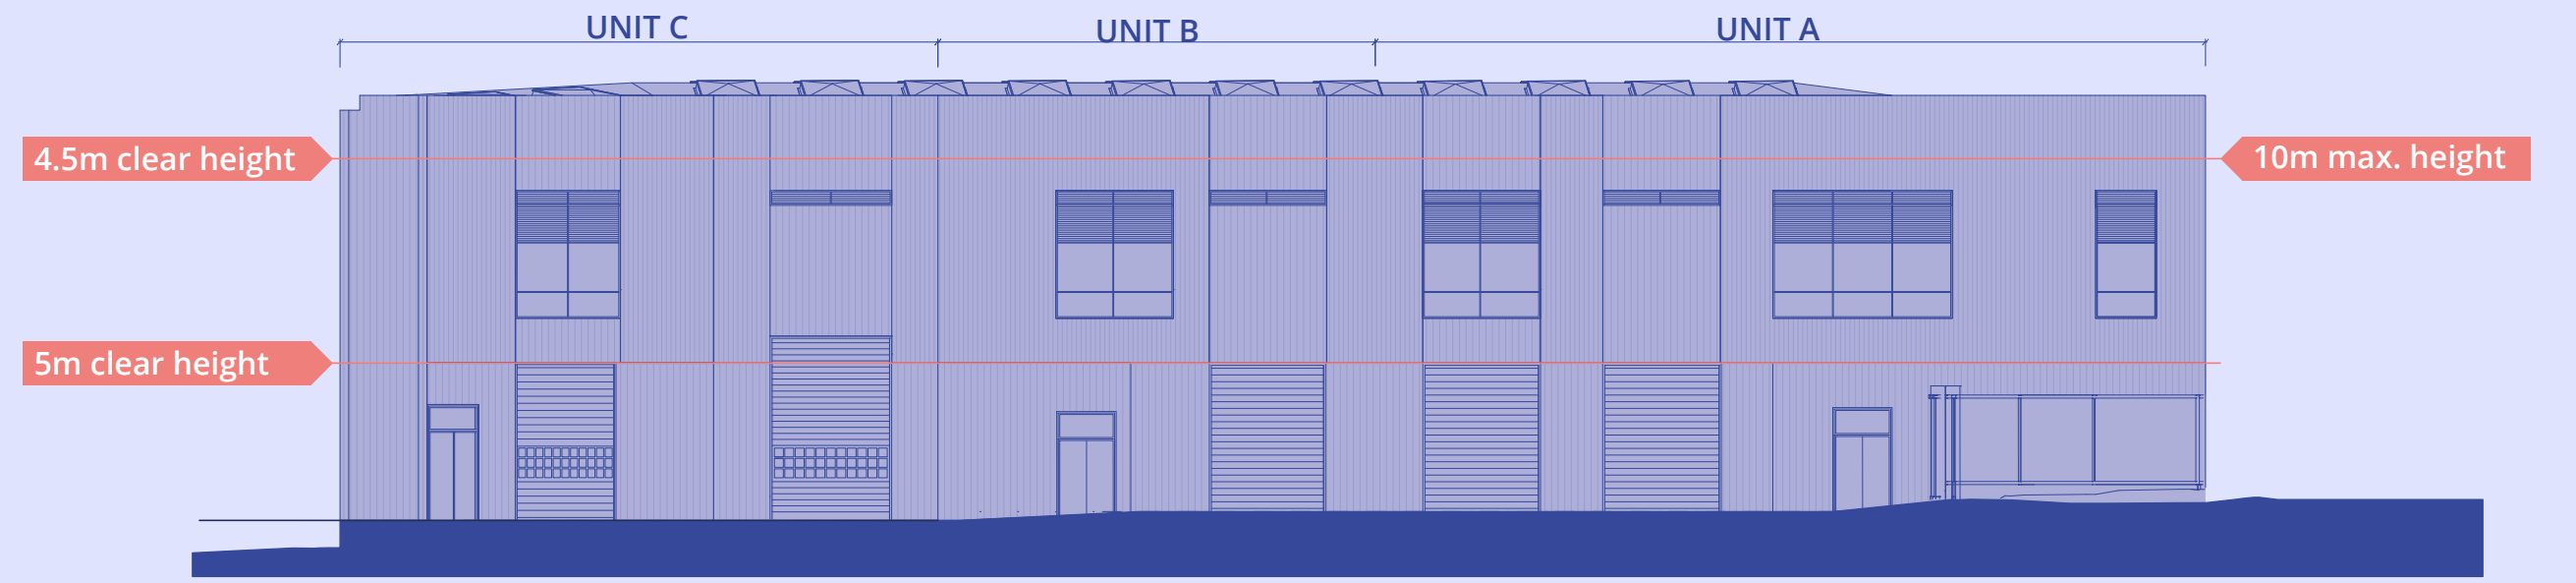 UNIT C
UNIT B
UNIT A
4.5m clear height
10m max. height
5m clear height